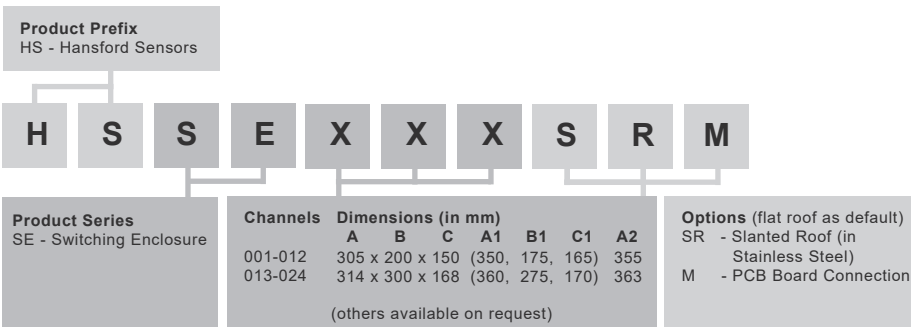 Product Prefix
HS - Hansford Sensors
H S S E X X X S R M
Product Series
SE - Switching Enclosure
Channels Dimensions (in mm)
A B C A1 B1 C1 A2
001-012 305 x 200 x 150 (350, 175, 165) 355
013-024 314 x 300 x 168 (360, 275, 170) 363
(others available on request)
Options (flat roof as default)
SR - Slanted Roof (in
Stainless Steel)
M - PCB Board Connection